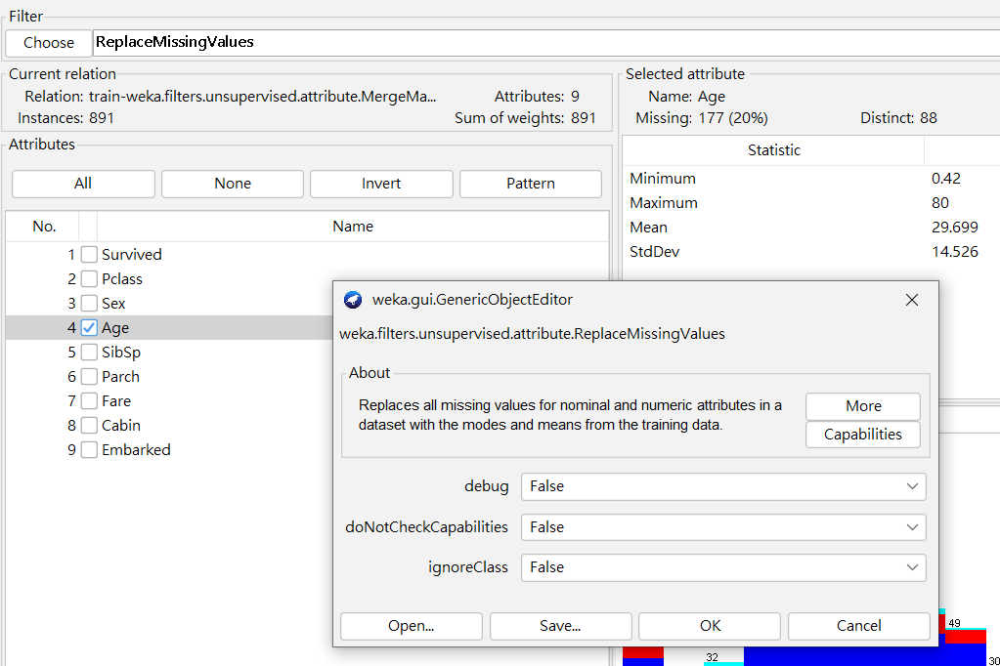 Filter
Choose ReplaceMissingValues
Current relation
Relation: train-weka.filters.unsupervised.attribute.MergeMa... Attributes: 9
Instances: 891 Sum of weights: 891
Selected attribute
Name: Age
Missing: 177 (20%) Distinct: 88
Statistic
Minimum 0.42
Maximum 80
Mean 29.699
StdDev 14.526
Attributes
All None Invert Pattern
No. Name
1 Survived
2 Pclass
3 Sex
4 Age
5 SibSp
6 Parch
7 Fare
8 Cabin
9 Embarked
weka.gui.GenericObjectEditor
weka.filters.unsupervised.attribute.ReplaceMissingValues
About
Replaces all missing values for nominal and numeric attributes in a
dataset with the modes and means from the training data.
More
Capabilities
debug False
doNotCheckCapabilities False
ignoreClass False
Open... Save... OK Cancel
49
32
30